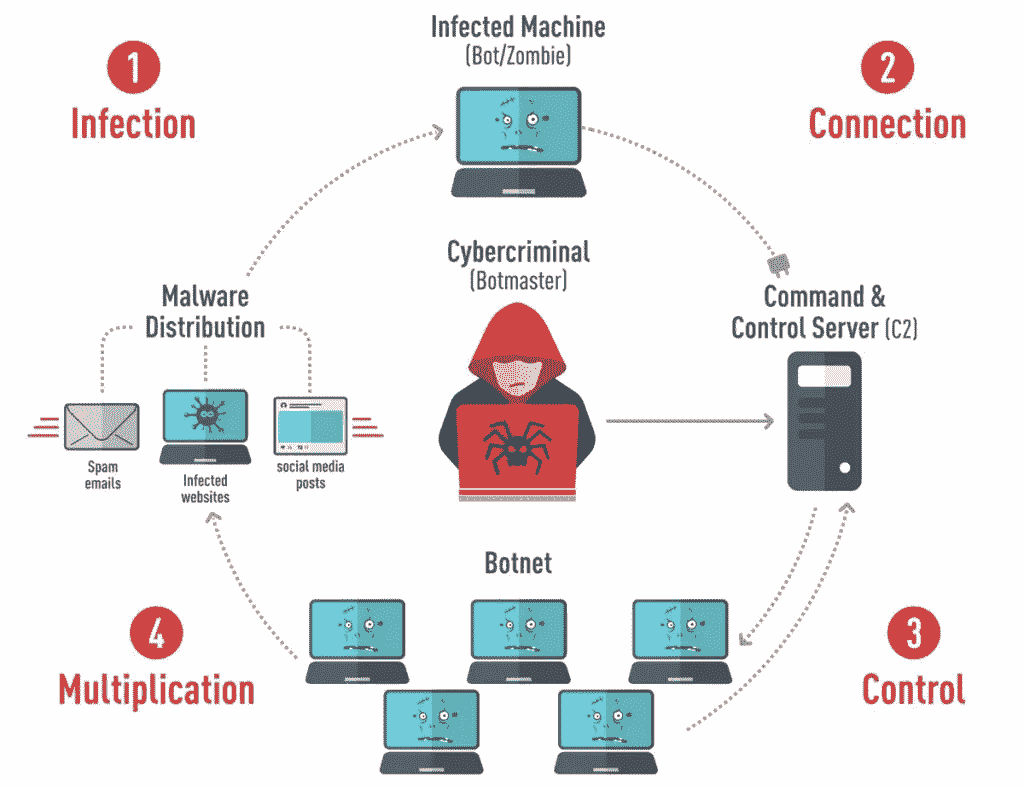 Infected Machine
(Bot/Zombie)
1
Infection
2
Connection
Cybercriminal
(Botmaster)
Malware
Distribution
Command &
Control Server (C2)
Spam
emails
Infected
websites
social media
posts
Botnet
4
Multiplication
3
Control